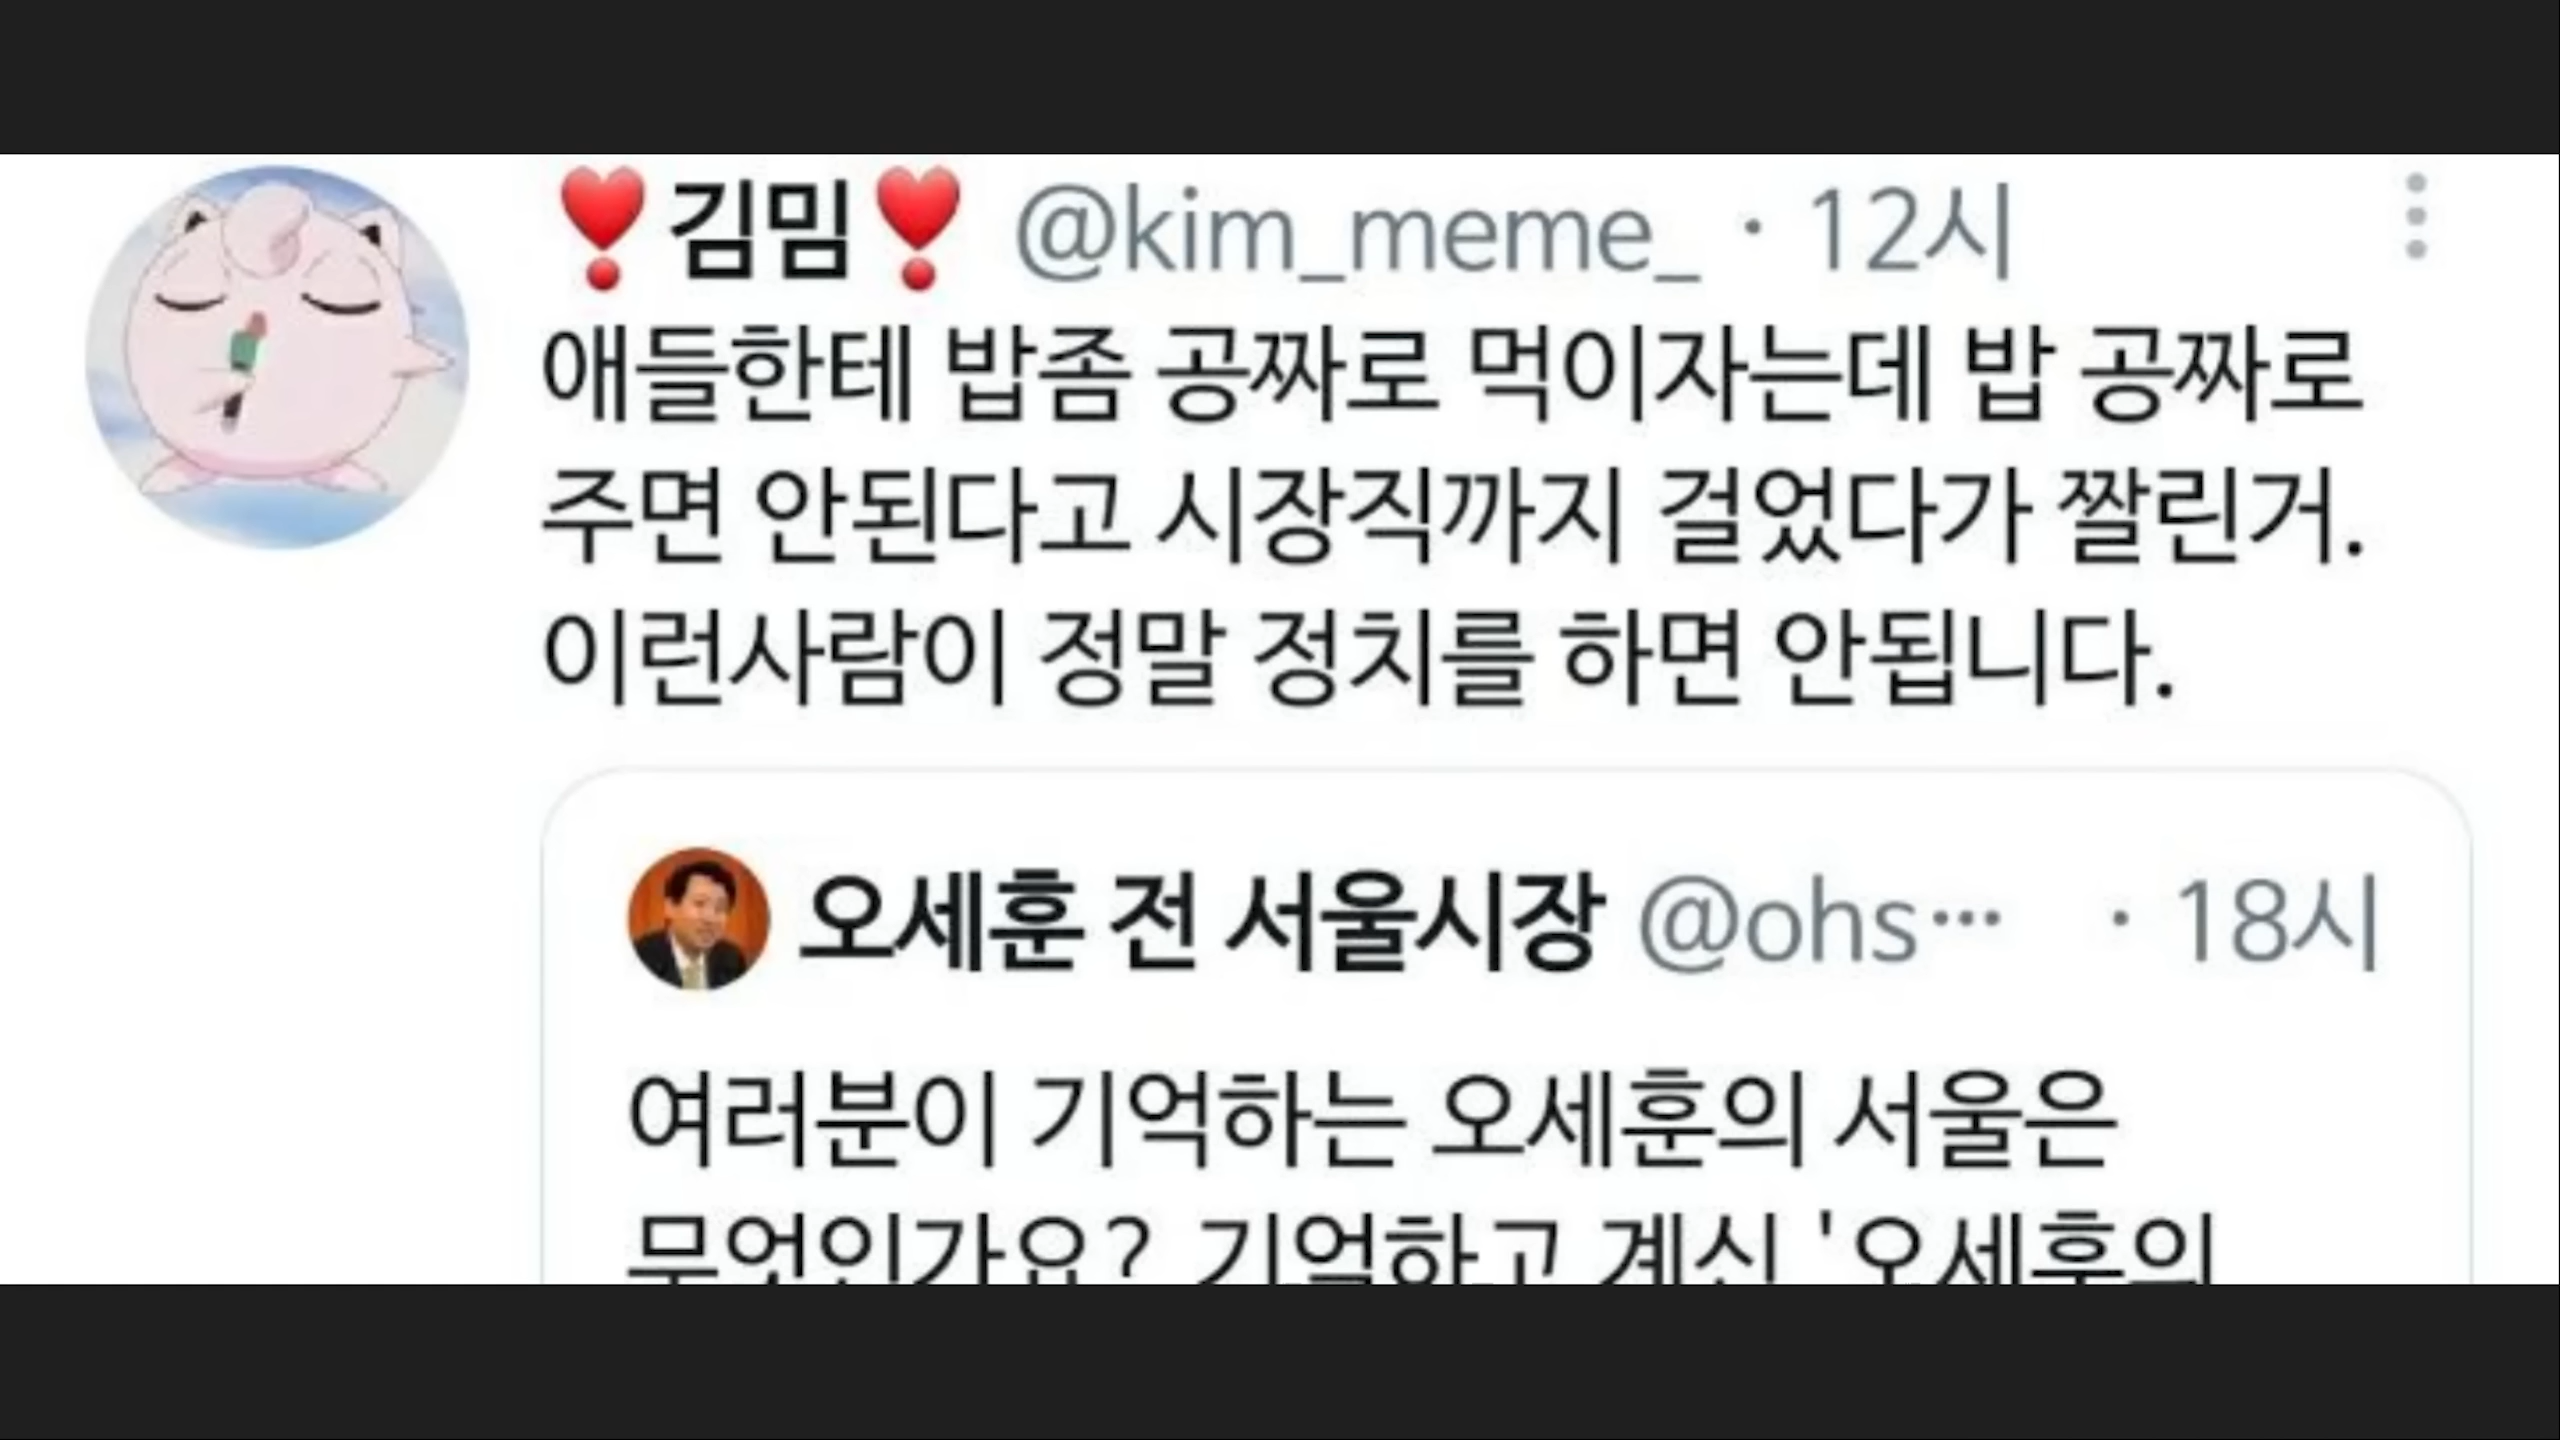 ❣️김밈❣️ @kim_meme_ · 12시
애들한테 밥좀 공짜로 먹이자는데 밥 공짜로
주면 안된다고 시장직까지 걸었다가 짤린거.
이런사람이 정말 정치를 하면 안됩니다.
오세훈 전 서울시장 @ohs… · 18시
여러분이 기억하는 오세훈의 서울은
무엇인가요? 기억하고 계신 '오세훈의